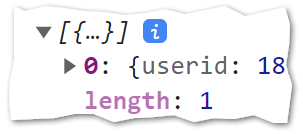 ▼ [{…}] i
▶ 0: {userid: 18
length: 1